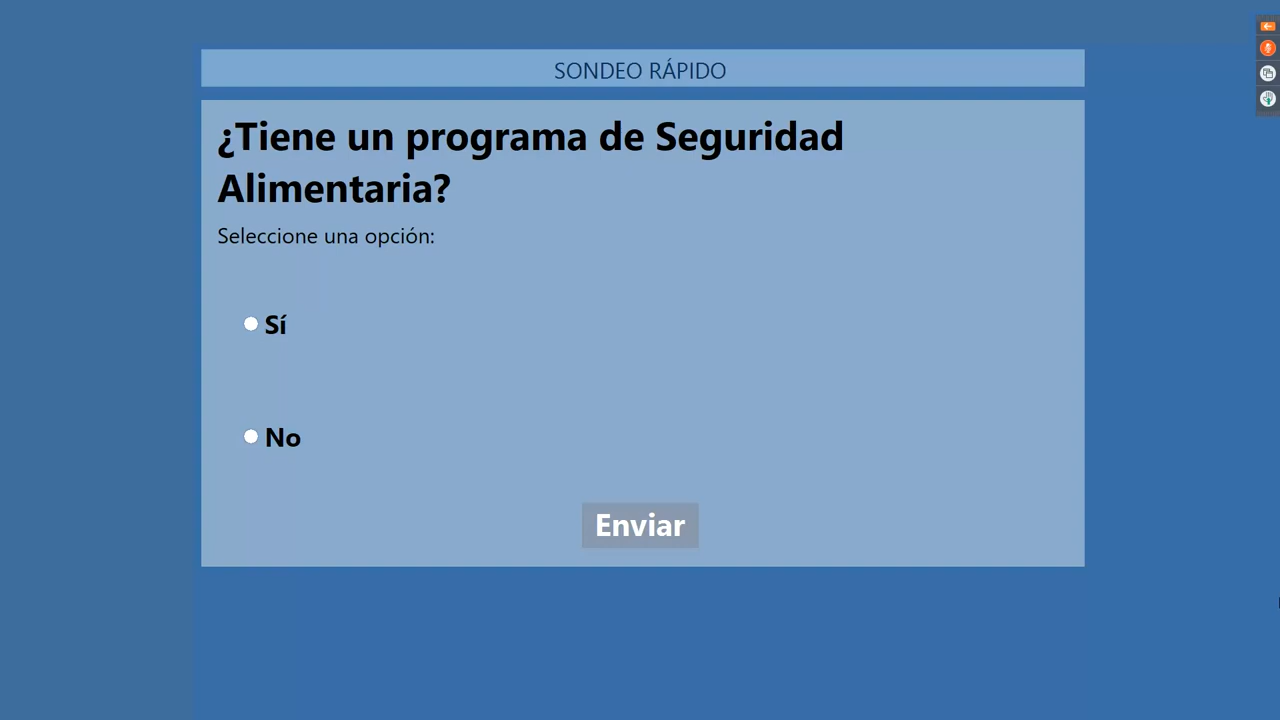 SONDEO RÁPIDO
¿Tiene un programa de Seguridad
Alimentaria?
Seleccione una opción:
Sí
No
Enviar